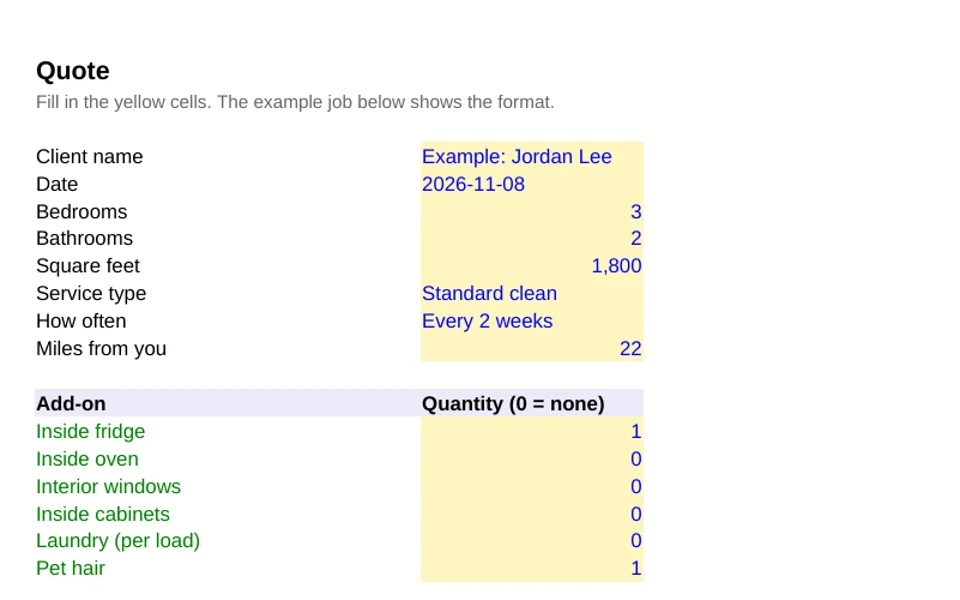 Quote
Fill in the yellow cells. The example job below shows the format.
Client name Example: Jordan Lee
Date 2026-11-08
Bedrooms 3
Bathrooms 2
Square feet 1,800
Service type Standard clean
How often Every 2 weeks
Miles from you 22
Add-on Quantity (0 = none)
Inside fridge 1
Inside oven 0
Interior windows 0
Inside cabinets 0
Laundry (per load) 0
Pet hair 1